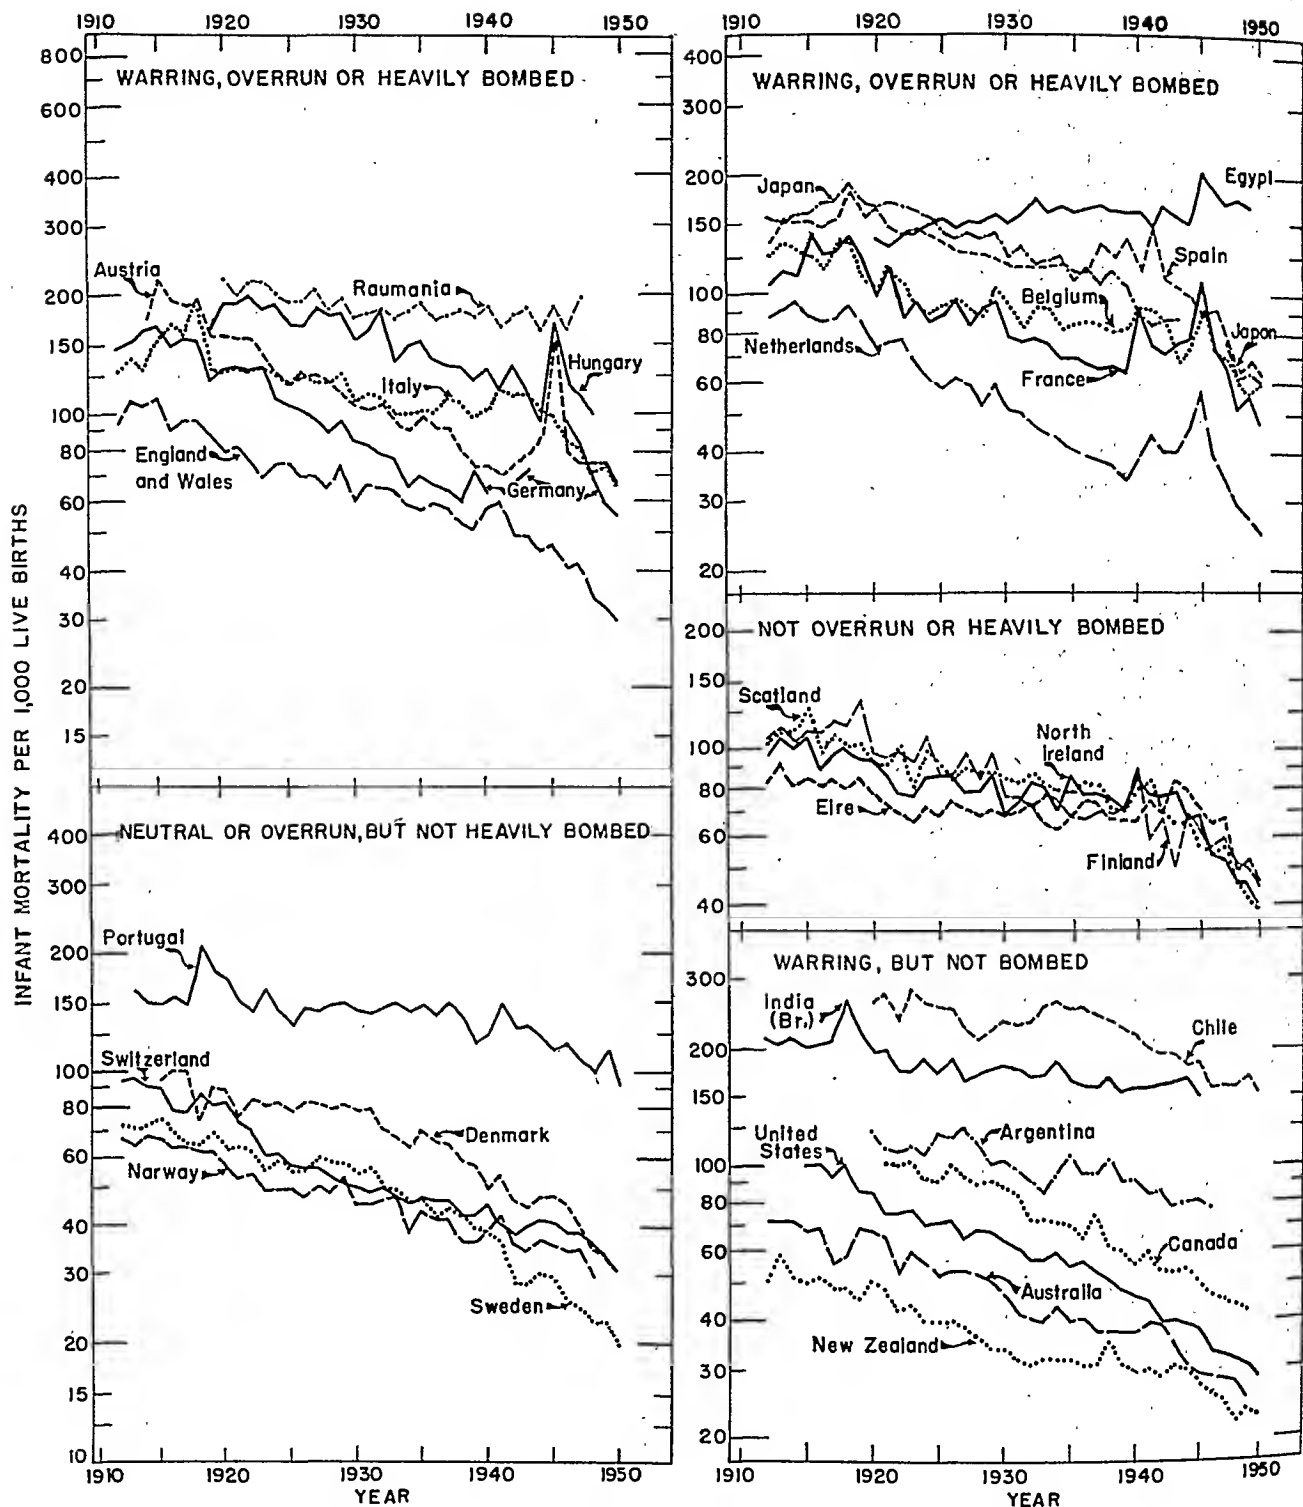 1910 1920 1930 1940 1950
800
600
400
300
200
150
100
80
60
40
30
20
15
WARRING, OVERRUN OR HEAVILY BOMBED
Austria
Raumania
Hungary
Italy
England
and Wales
Germany
INFANT MORTALITY PER 1,000 LIVE BIRTHS
400
300
200
150
100
80
60
40
30
20
15
10
NEUTRAL OR OVERRUN, BUT NOT HEAVILY BOMBED
Portugal
Switzerland
Denmark
Narway
Sweden
1910 1920 1930 1940 1950
YEAR
1910 1920 1930 1940 1950
400
300
200
150
100
80
60
40
30
20
WARRING, OVERRUN OR HEAVILY BOMBED
Japan
Egypt
Spain
Belgium
Japan
Netherlands
France
200
150
100
80
60
40
NOT OVERRUN OR HEAVILY BOMBED
Scotland
North
Ireland
Eire
Finland
300
200
150
100
80
60
40
30
20
WARRING, BUT NOT BOMBED
India
(Br.)
Chile
United
States
Argentina
Canada
Australia
New Zealand
1910 1920 1930 1940 1950
YEAR